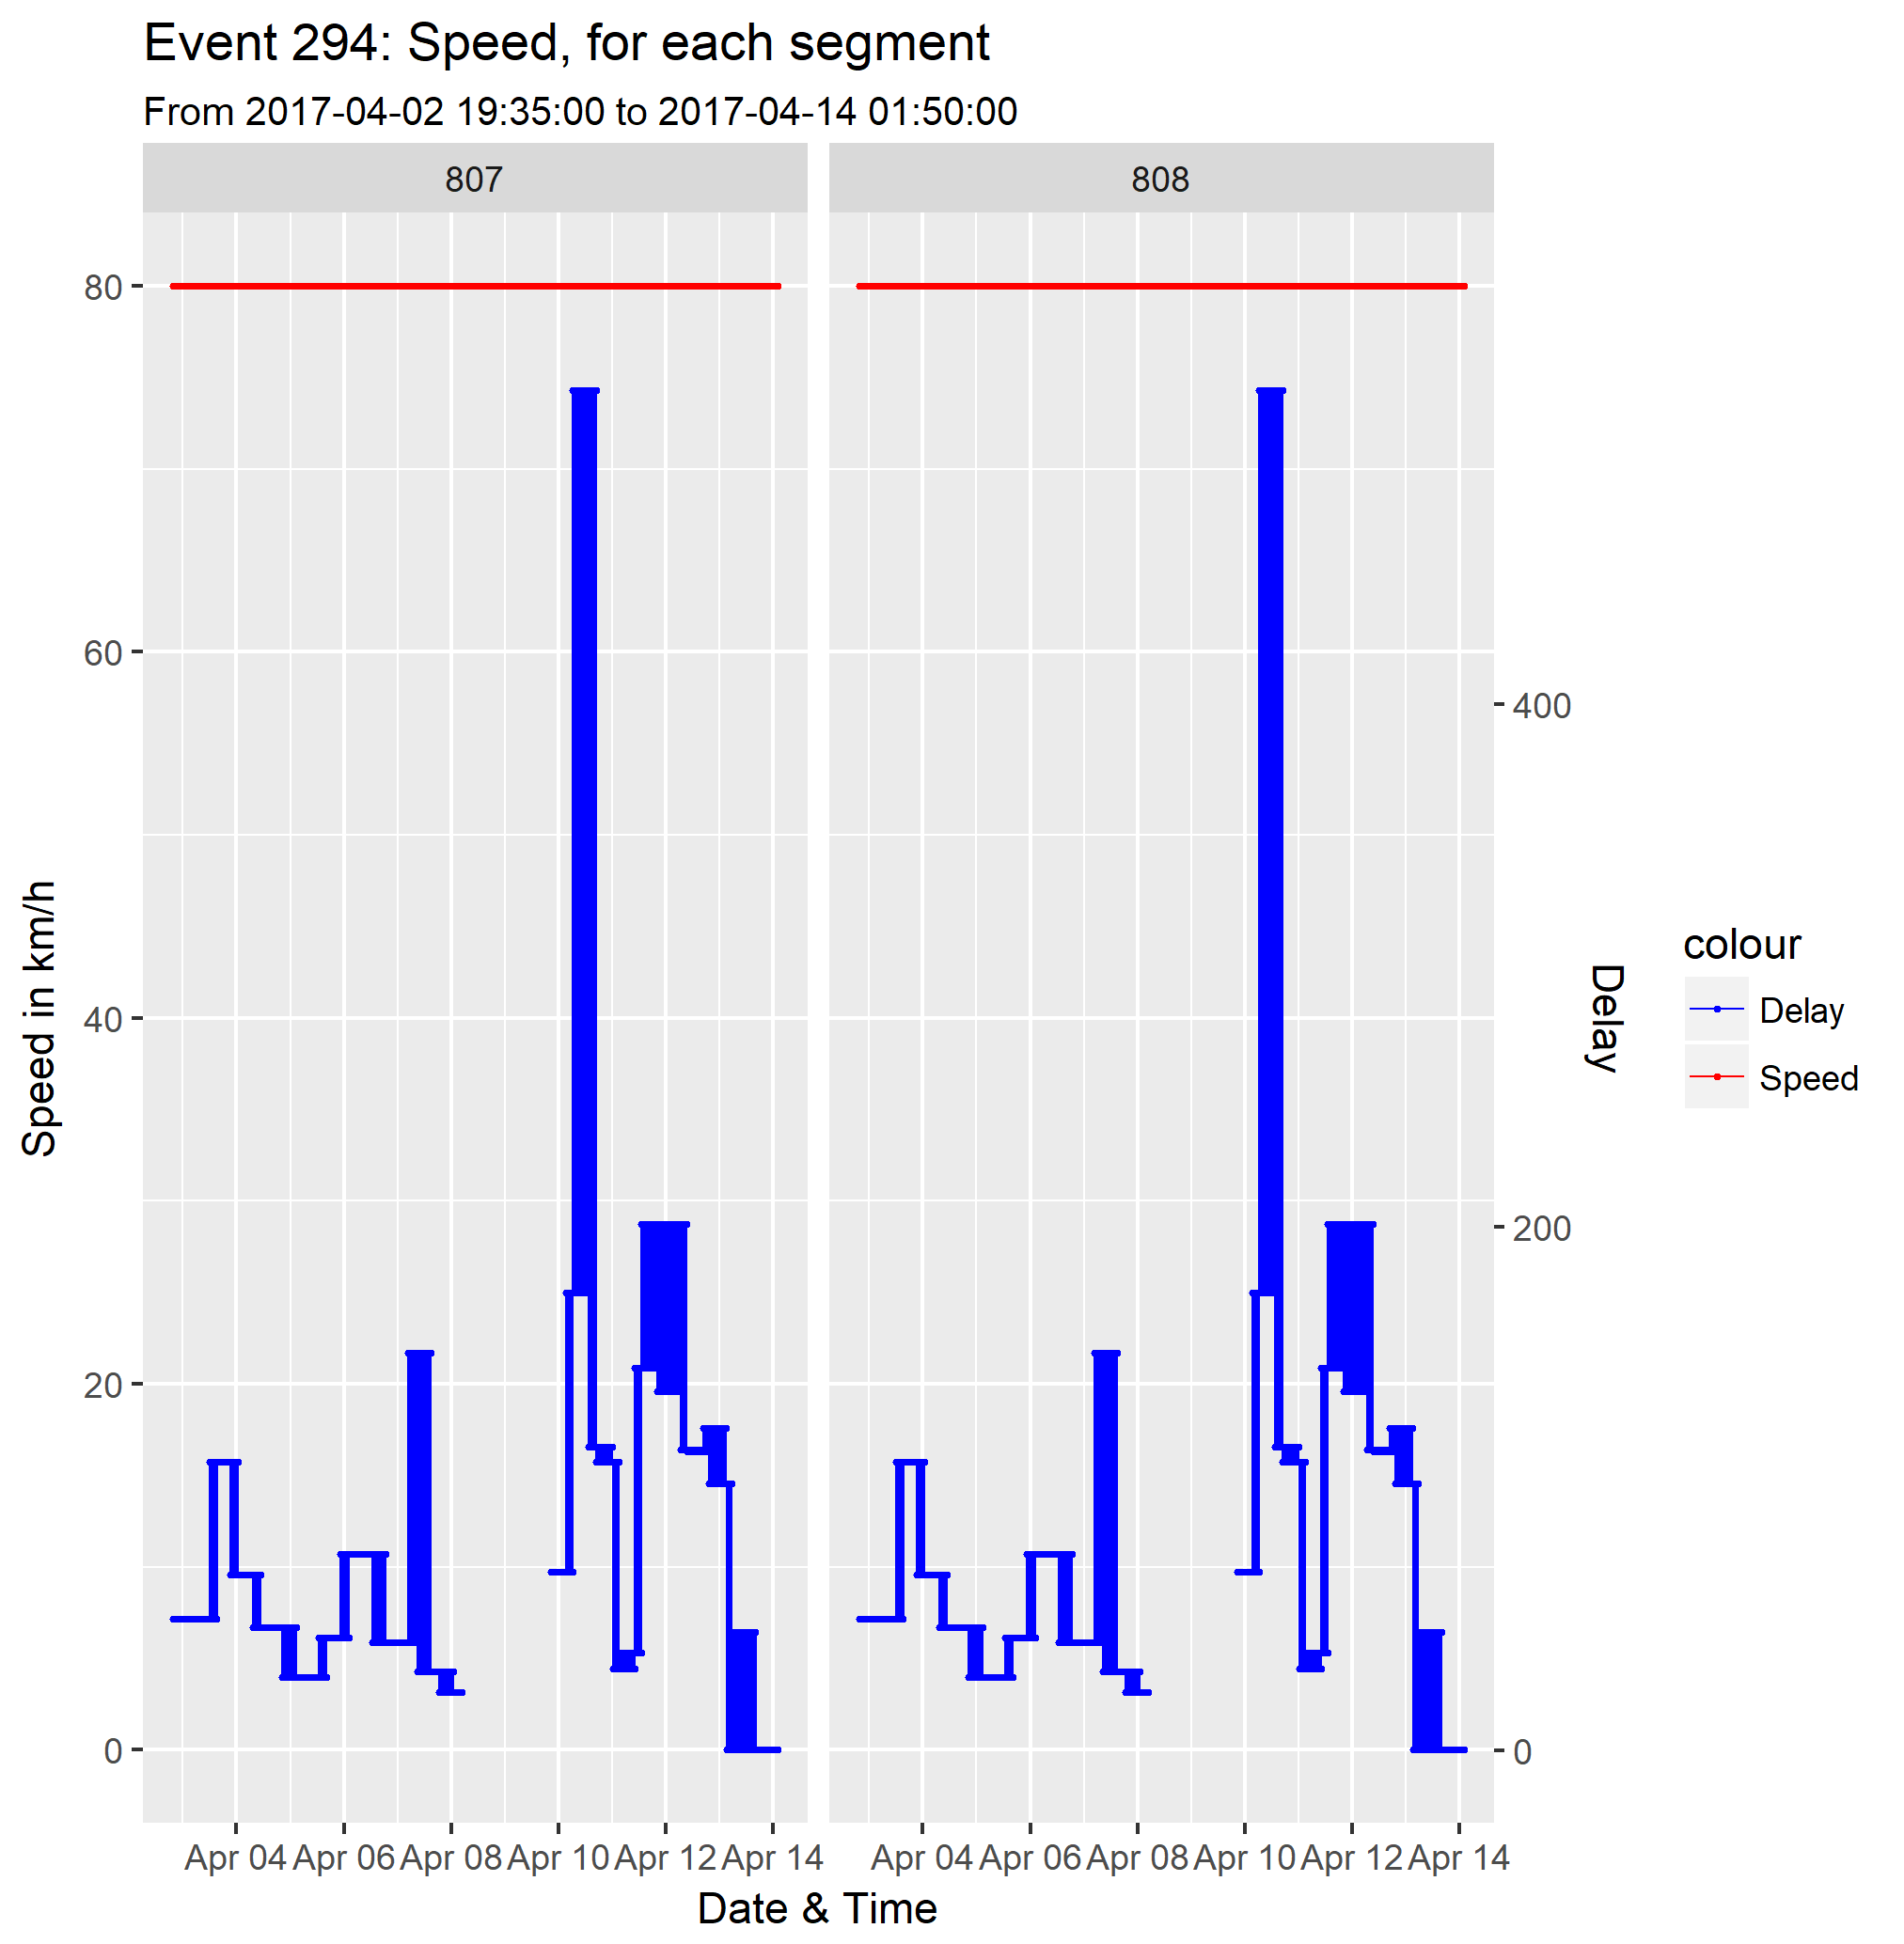 Event 294: Speed, for each segment
From 2017-04-02 19:35:00 to 2017-04-14 01:50:00
807 808
80
60
40
20
0
Speed in km/h
400
200
0
Delay
colour
Delay
Speed
Apr 04 Apr 06 Apr 08 Apr 10 Apr 12 Apr 14 Apr 04 Apr 06 Apr 08 Apr 10 Apr 12 Apr 14
Date & Time